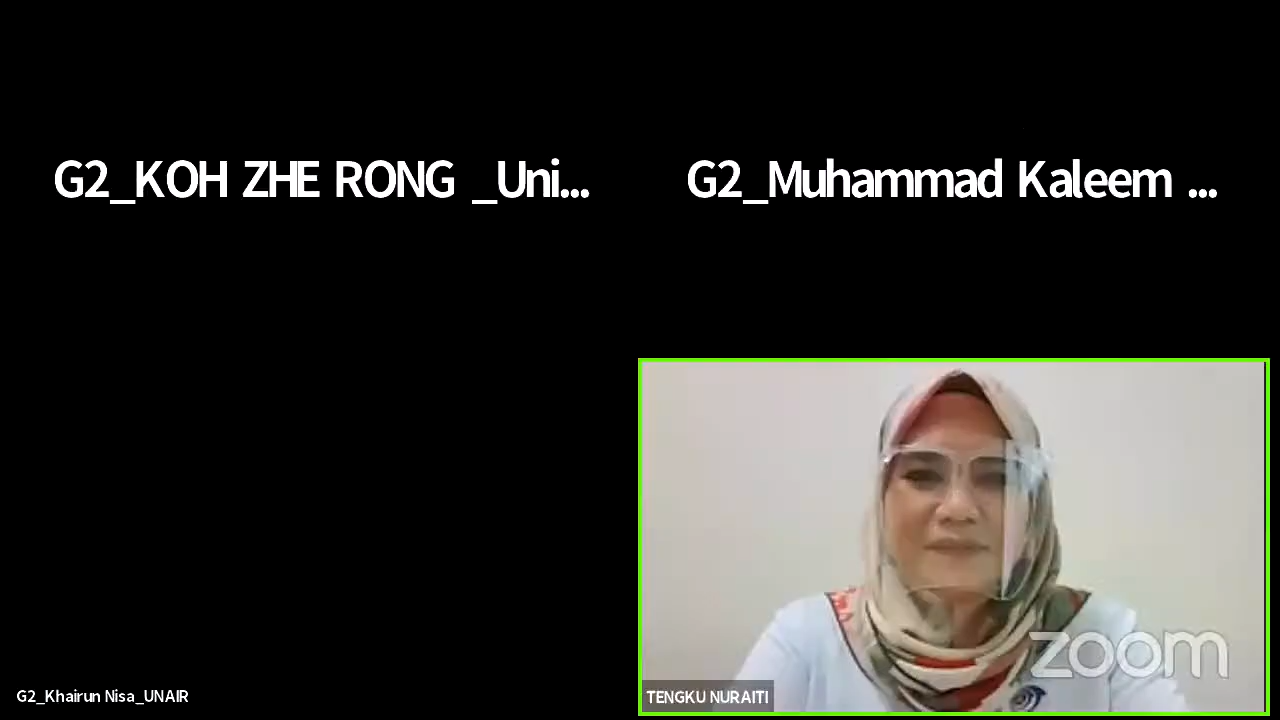 G2_KOH ZHE RONG _Uni...
G2_Muhammad Kaleem ...
G2_Khairun Nisa_UNAIR
TENGKU NURAITI
zoom